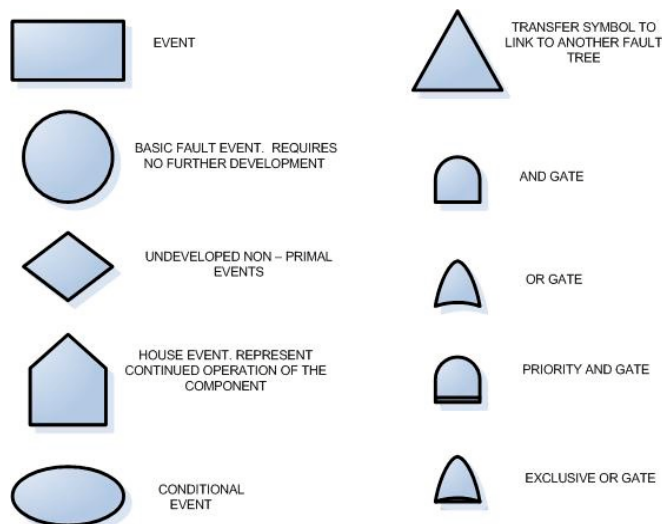 EVENT
BASIC FAULT EVENT. REQUIRES
NO FURTHER DEVELOPMENT
UNDEVELOPED NON – PRIMAL
EVENTS
HOUSE EVENT. REPRESENT
CONTINUED OPERATION OF THE
COMPONENT
CONDITIONAL
EVENT
TRANSFER SYMBOL TO
LINK TO ANOTHER FAULT
TREE
AND GATE
OR GATE
PRIORITY AND GATE
EXCLUSIVE OR GATE